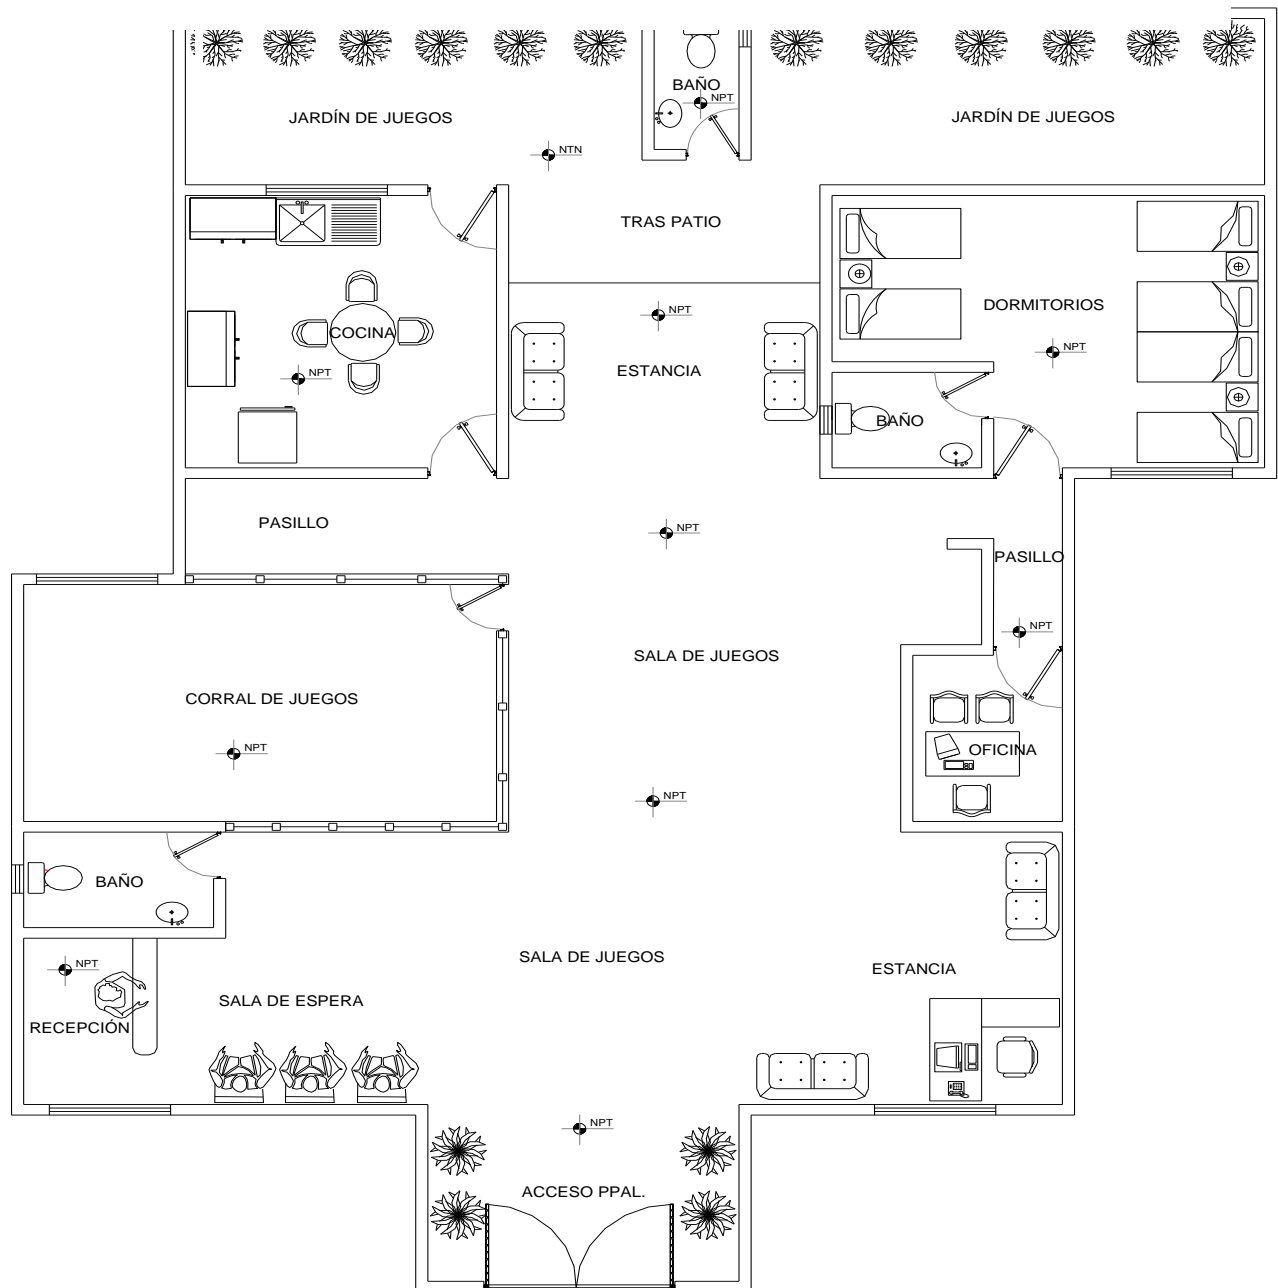 BAÑO
NPT
JARDÍN DE JUEGOS
JARDÍN DE JUEGOS
NTN
TRAS PATIO
DORMITORIOS
NPT
COCINA
NPT
NPT
ESTANCIA
BAÑO
PASILLO
NPT
PASILLO
NPT
SALA DE JUEGOS
CORRAL DE JUEGOS
NPT
OFICINA
NPT
BAÑO
SALA DE JUEGOS
NPT
ESTANCIA
SALA DE ESPERA
RECEPCIÓN
NPT
ACCESO PPAL.